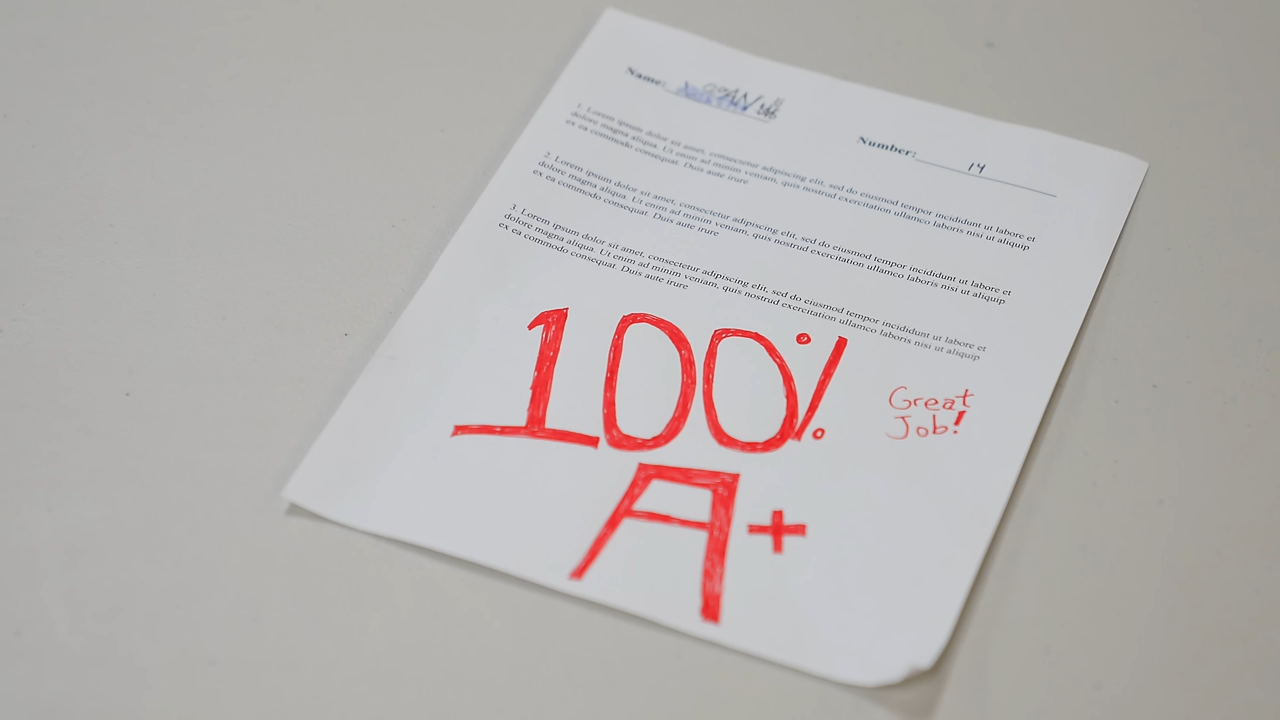 Name:
Number: 14
1. Lorem ipsum dolor sit amet, consectetur adipiscing elit, sed do eiusmod tempor incididunt ut labore et
dolore magna aliqua. Ut enim ad minim veniam, quis nostrud exercitation ullamco laboris nisi ut aliquip
ex ea commodo consequat. Duis aute irure
2. Lorem ipsum dolor sit amet, consectetur adipiscing elit, sed do eiusmod tempor incididunt ut labore et
dolore magna aliqua. Ut enim ad minim veniam, quis nostrud exercitation ullamco laboris nisi ut aliquip
ex ea commodo consequat. Duis aute irure
3. Lorem ipsum dolor sit amet, consectetur adipiscing elit, sed do eiusmod tempor incididunt ut labore et
dolore magna aliqua. Ut enim ad minim veniam, quis nostrud exercitation ullamco laboris nisi ut aliquip
ex ea commodo consequat. Duis aute irure
100%
Great
Job!
A+